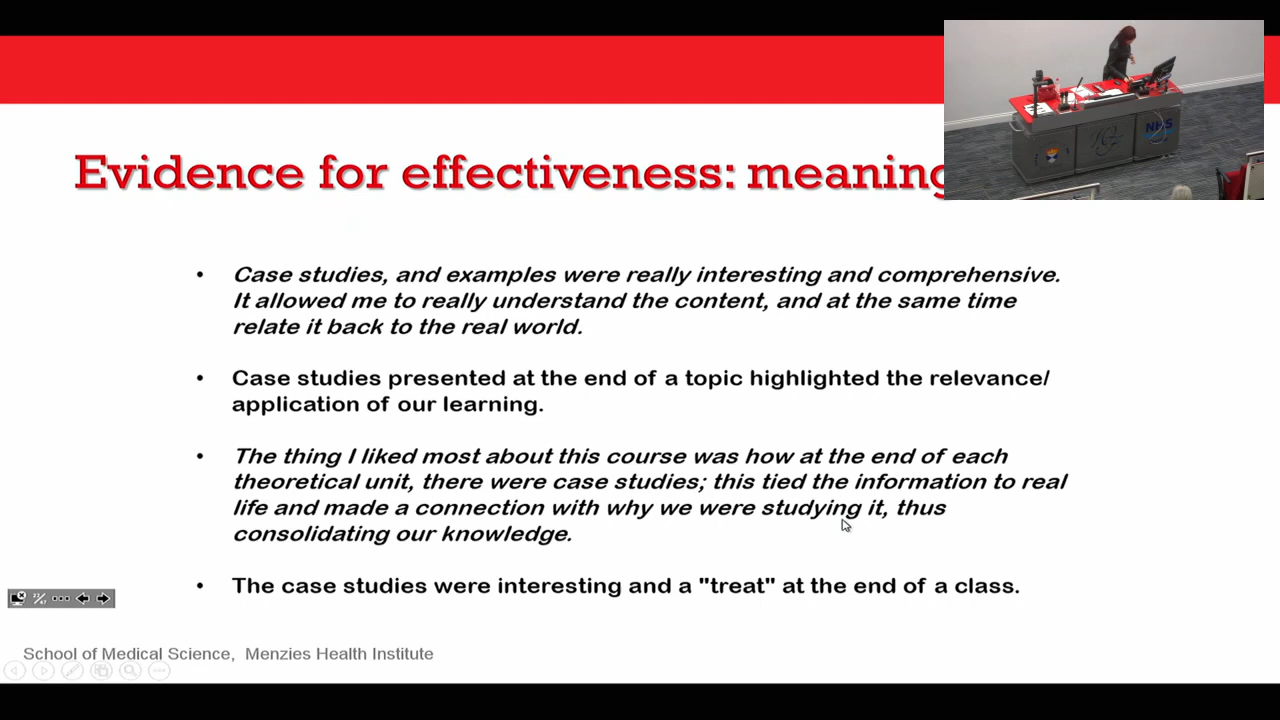 Evidence for effectiveness: meaning
NHS
• Case studies, and examples were really interesting and comprehensive.
It allowed me to really understand the content, and at the same time
relate it back to the real world.
• Case studies presented at the end of a topic highlighted the relevance/
application of our learning.
• The thing I liked most about this course was how at the end of each
theoretical unit, there were case studies; this tied the information to real
life and made a connection with why we were studying it, thus
consolidating our knowledge.
• The case studies were interesting and a "treat" at the end of a class.
School of Medical Science, Menzies Health Institute